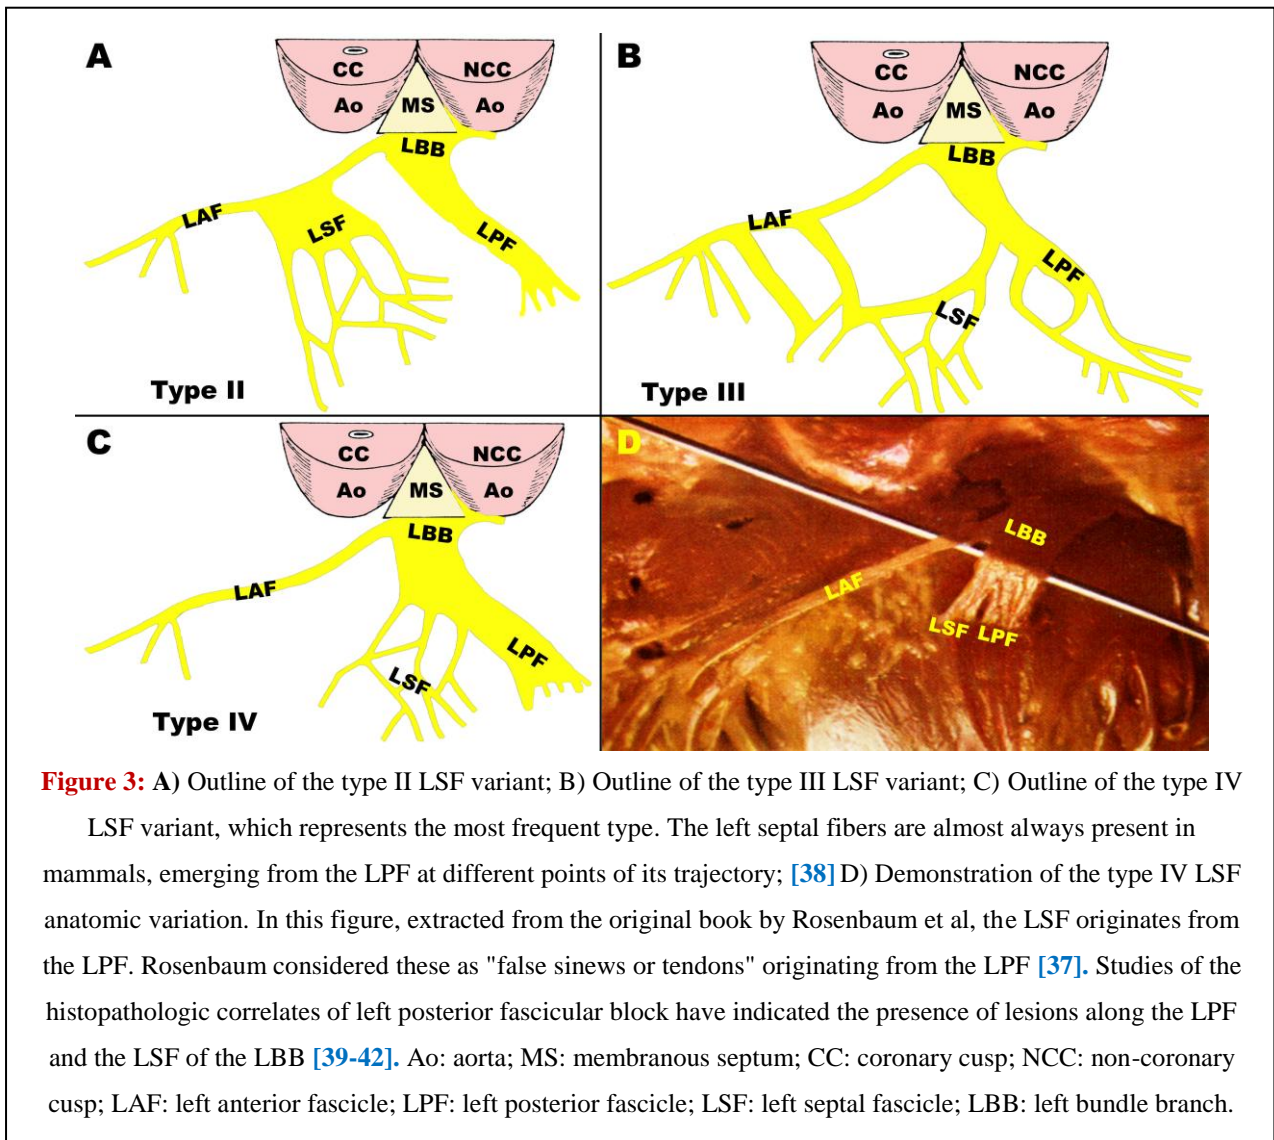 A
CC
NCC
Ao
MS
Ao
LBB
LAF
LSF
LPF
Type II
B
CC
NCC
Ao
MS
Ao
LBB
LAF
LPF
LSF
Type III
C
CC
NCC
Ao
MS
Ao
LBB
LAF
LPF
LSF
Type IV
D
LBB
LAF
LSF LPF
Figure 3: A) Outline of the type II LSF variant; B) Outline of the type III LSF variant; C) Outline of the type IV
LSF variant, which represents the most frequent type. The left septal fibers are almost always present in
mammals, emerging from the LPF at different points of its trajectory; [38] D) Demonstration of the type IV LSF
anatomic variation. In this figure, extracted from the original book by Rosenbaum et al, the LSF originates from
the LPF. Rosenbaum considered these as "false sinews or tendons" originating from the LPF [37]. Studies of the
histopathologic correlates of left posterior fascicular block have indicated the presence of lesions along the LPF
and the LSF of the LBB [39-42]. Ao: aorta; MS: membranous septum; CC: coronary cusp; NCC: non-coronary
cusp; LAF: left anterior fascicle; LPF: left posterior fascicle; LSF: left septal fascicle; LBB: left bundle branch.